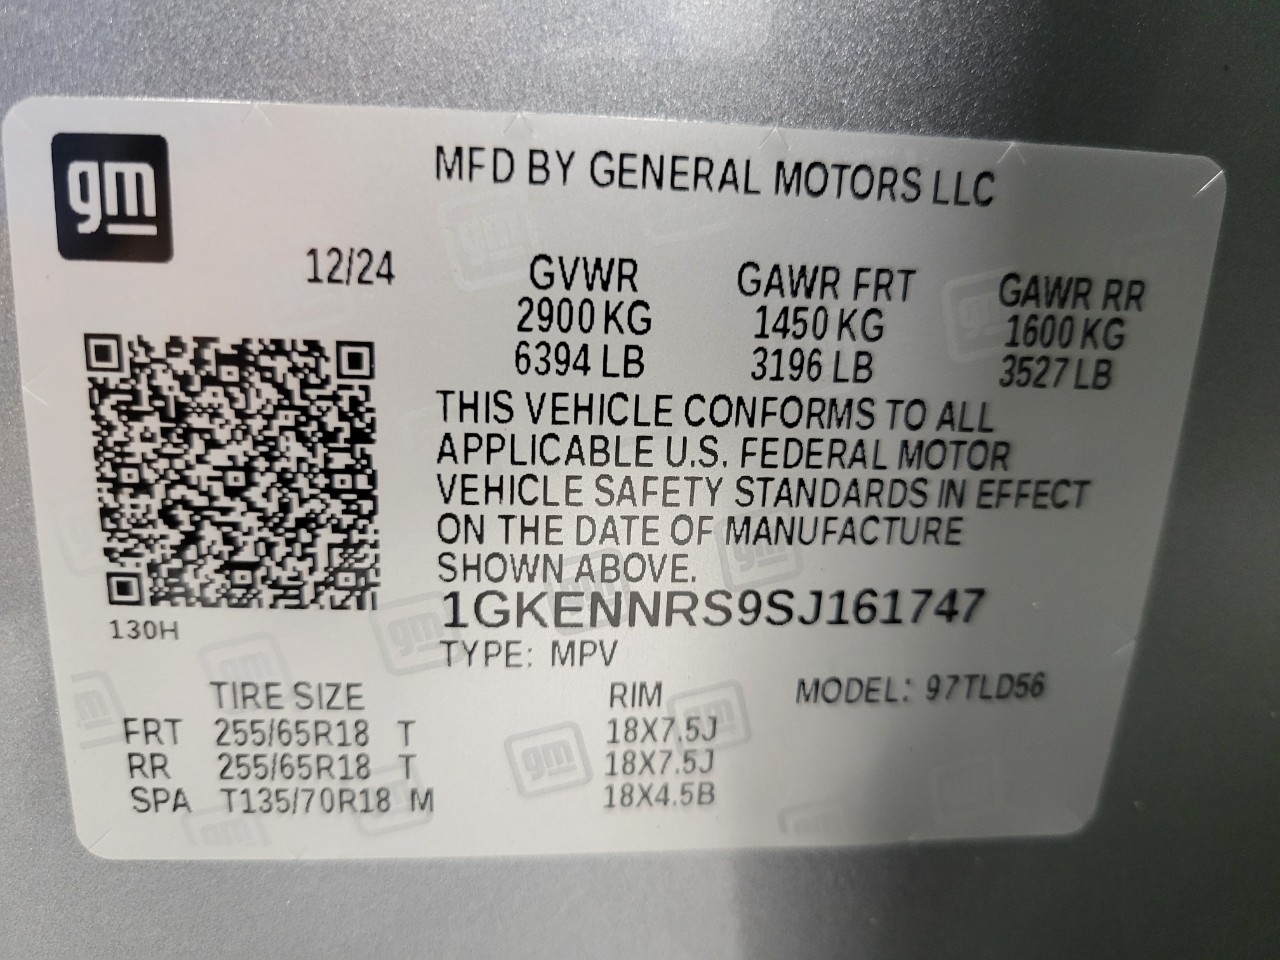 gm
MFD BY GENERAL MOTORS LLC
12/24
GVWR GAWR FRT GAWR RR
2900 KG 1450 KG 1600 KG
6394 LB 3196 LB 3527 LB
THIS VEHICLE CONFORMS TO ALL
APPLICABLE U.S. FEDERAL MOTOR
VEHICLE SAFETY STANDARDS IN EFFECT
ON THE DATE OF MANUFACTURE
SHOWN ABOVE.
1GKENNRS9SJ161747
130H
TYPE: MPV
TIRE SIZE RIM MODEL: 97TLD56
FRT 255/65R18 T 18X7.5J
RR 255/65R18 T 18X7.5J
SPA T135/70R18 M 18X4.5B